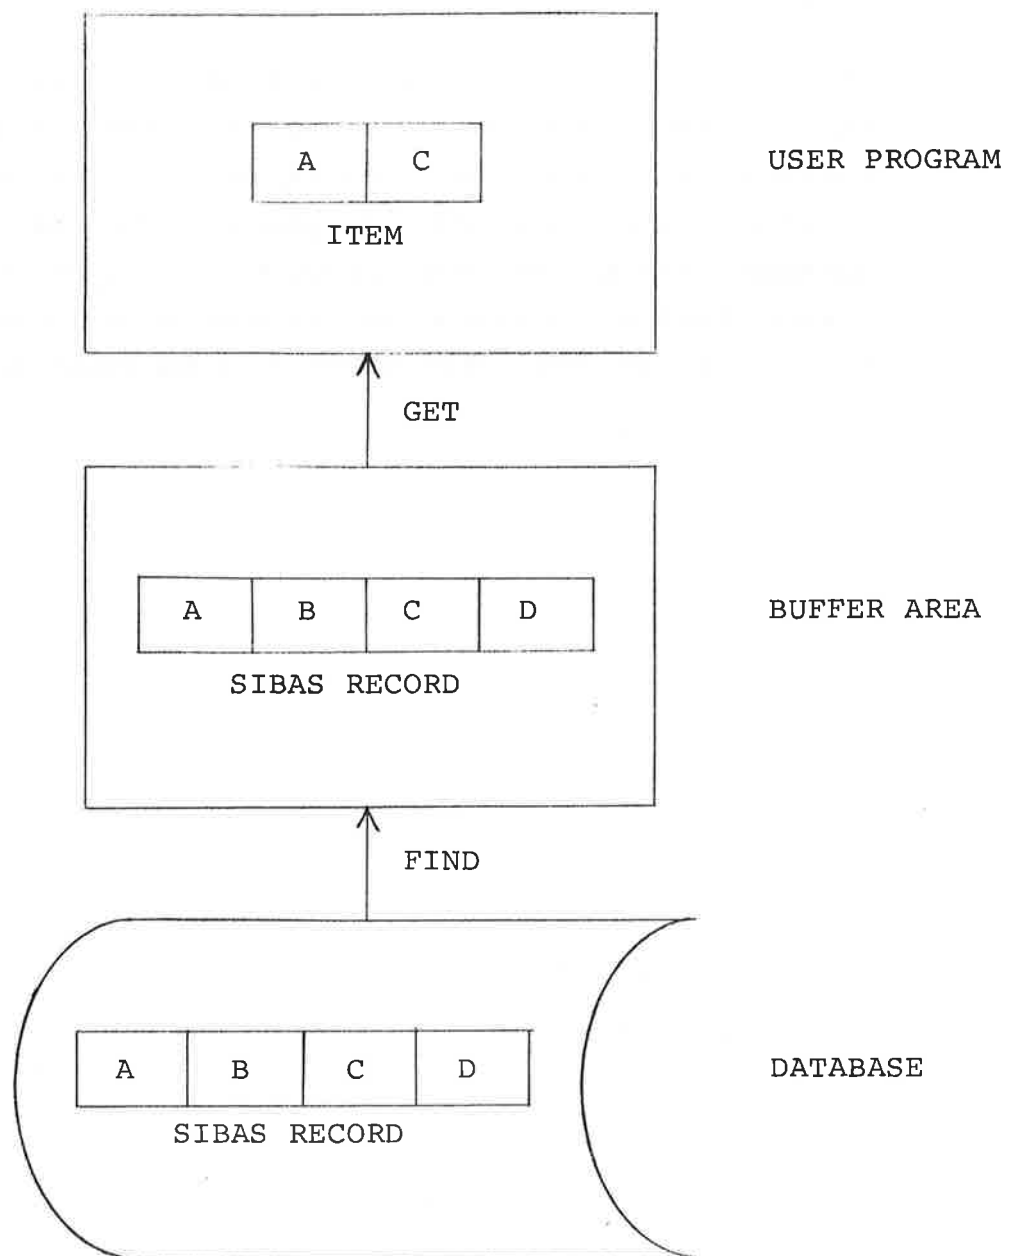 A C
ITEM
USER PROGRAM
GET
A B C D
SIBAS RECORD
BUFFER AREA
FIND
A B C D
SIBAS RECORD
DATABASE